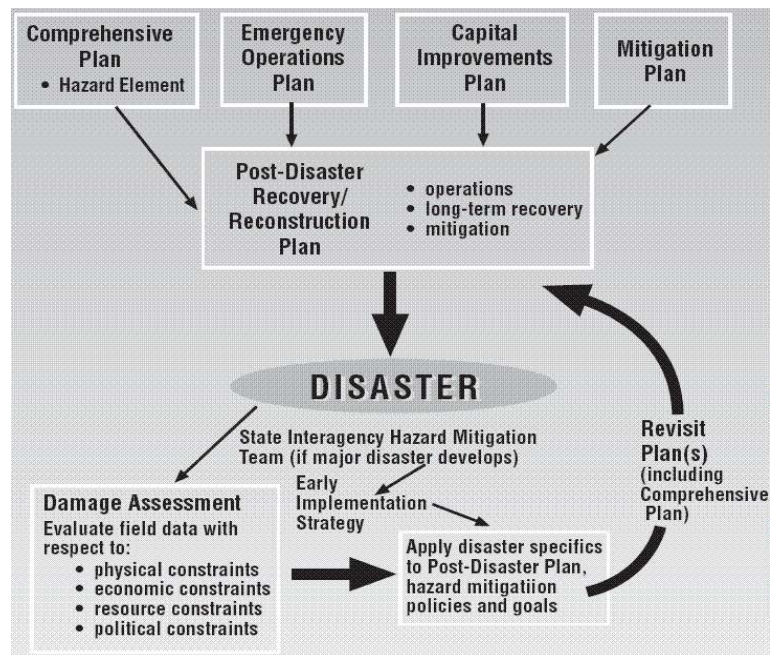 Comprehensive
Plan
• Hazard Element
Emergency
Operations
Plan
Capital
Improvements
Plan
Mitigation
Plan
Post-Disaster
Recovery/
Reconstruction
Plan
• operations
• long-term recovery
• mitigation
DISASTER
State Interagency Hazard Mitigation
Team (if major disaster develops)
Early
Implementation
Strategy
Damage Assessment
Evaluate field data with
respect to:
• physical constraints
• economic constraints
• resource constraints
• political constraints
Apply disaster specifics
to Post-Disaster Plan,
hazard mitigatiion
policies and goals
Revisit
Plan(s)
(including
Comprehensive
Plan)